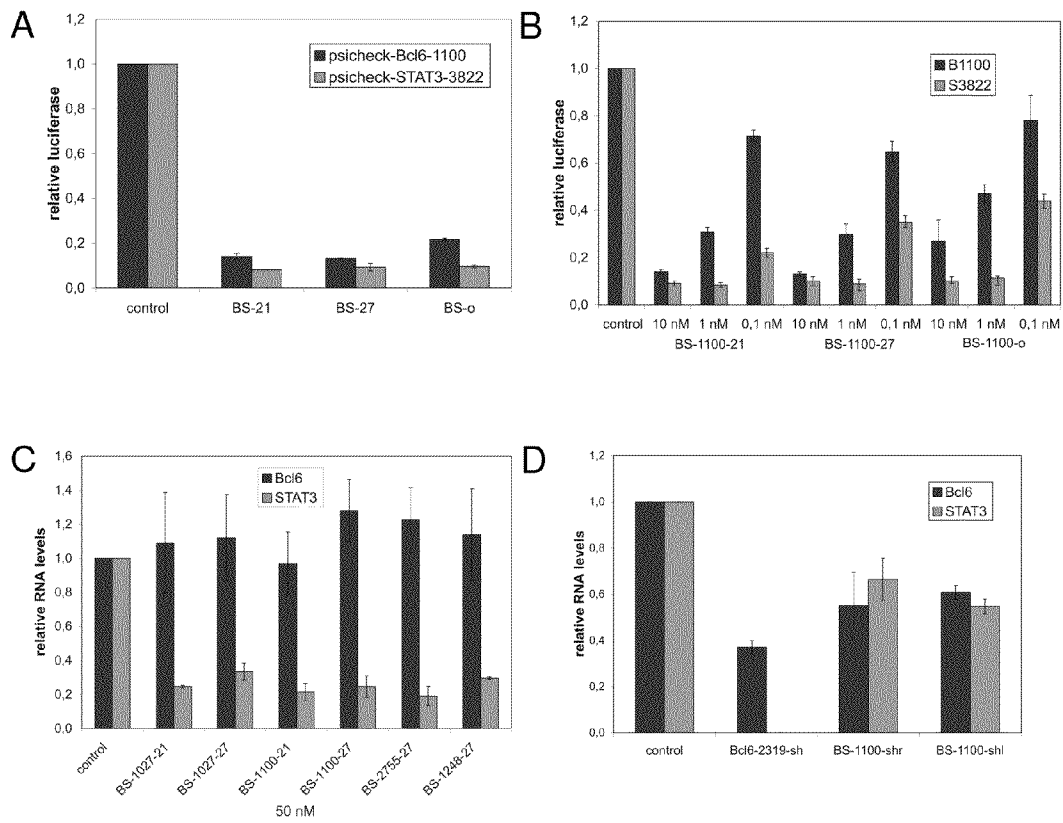 A
1,2
1,0
0,8
0,6
0,4
0,2
0,0
relative luciferase
psicheck-Bcl6-1100
psicheck-STAT3-3822
control BS-21 BS-27 BS-o
B
1,2
1,0
0,8
0,6
0,4
0,2
0,0
relative luciferase
B1100
S3822
control 10 nM 1 nM 0,1 nM 10 nM 1 nM 0,1 nM 10 nM 1 nM 0,1 nM
BS-1100-21 BS-1100-27 BS-1100-o
C
1,6
1,4
1,2
1,0
0,8
0,6
0,4
0,2
0,0
relative RNA levels
Bcl6
STAT3
control BS-1027-21 BS-1027-27 BS-1100-21 BS-1100-27 BS-2755-27 BS-1248-27
50 nM
D
1,2
1,0
0,8
0,6
0,4
0,2
0,0
relative RNA levels
Bcl6
STAT3
control Bcl6-2319-sh BS-1100-shr BS-1100-shl